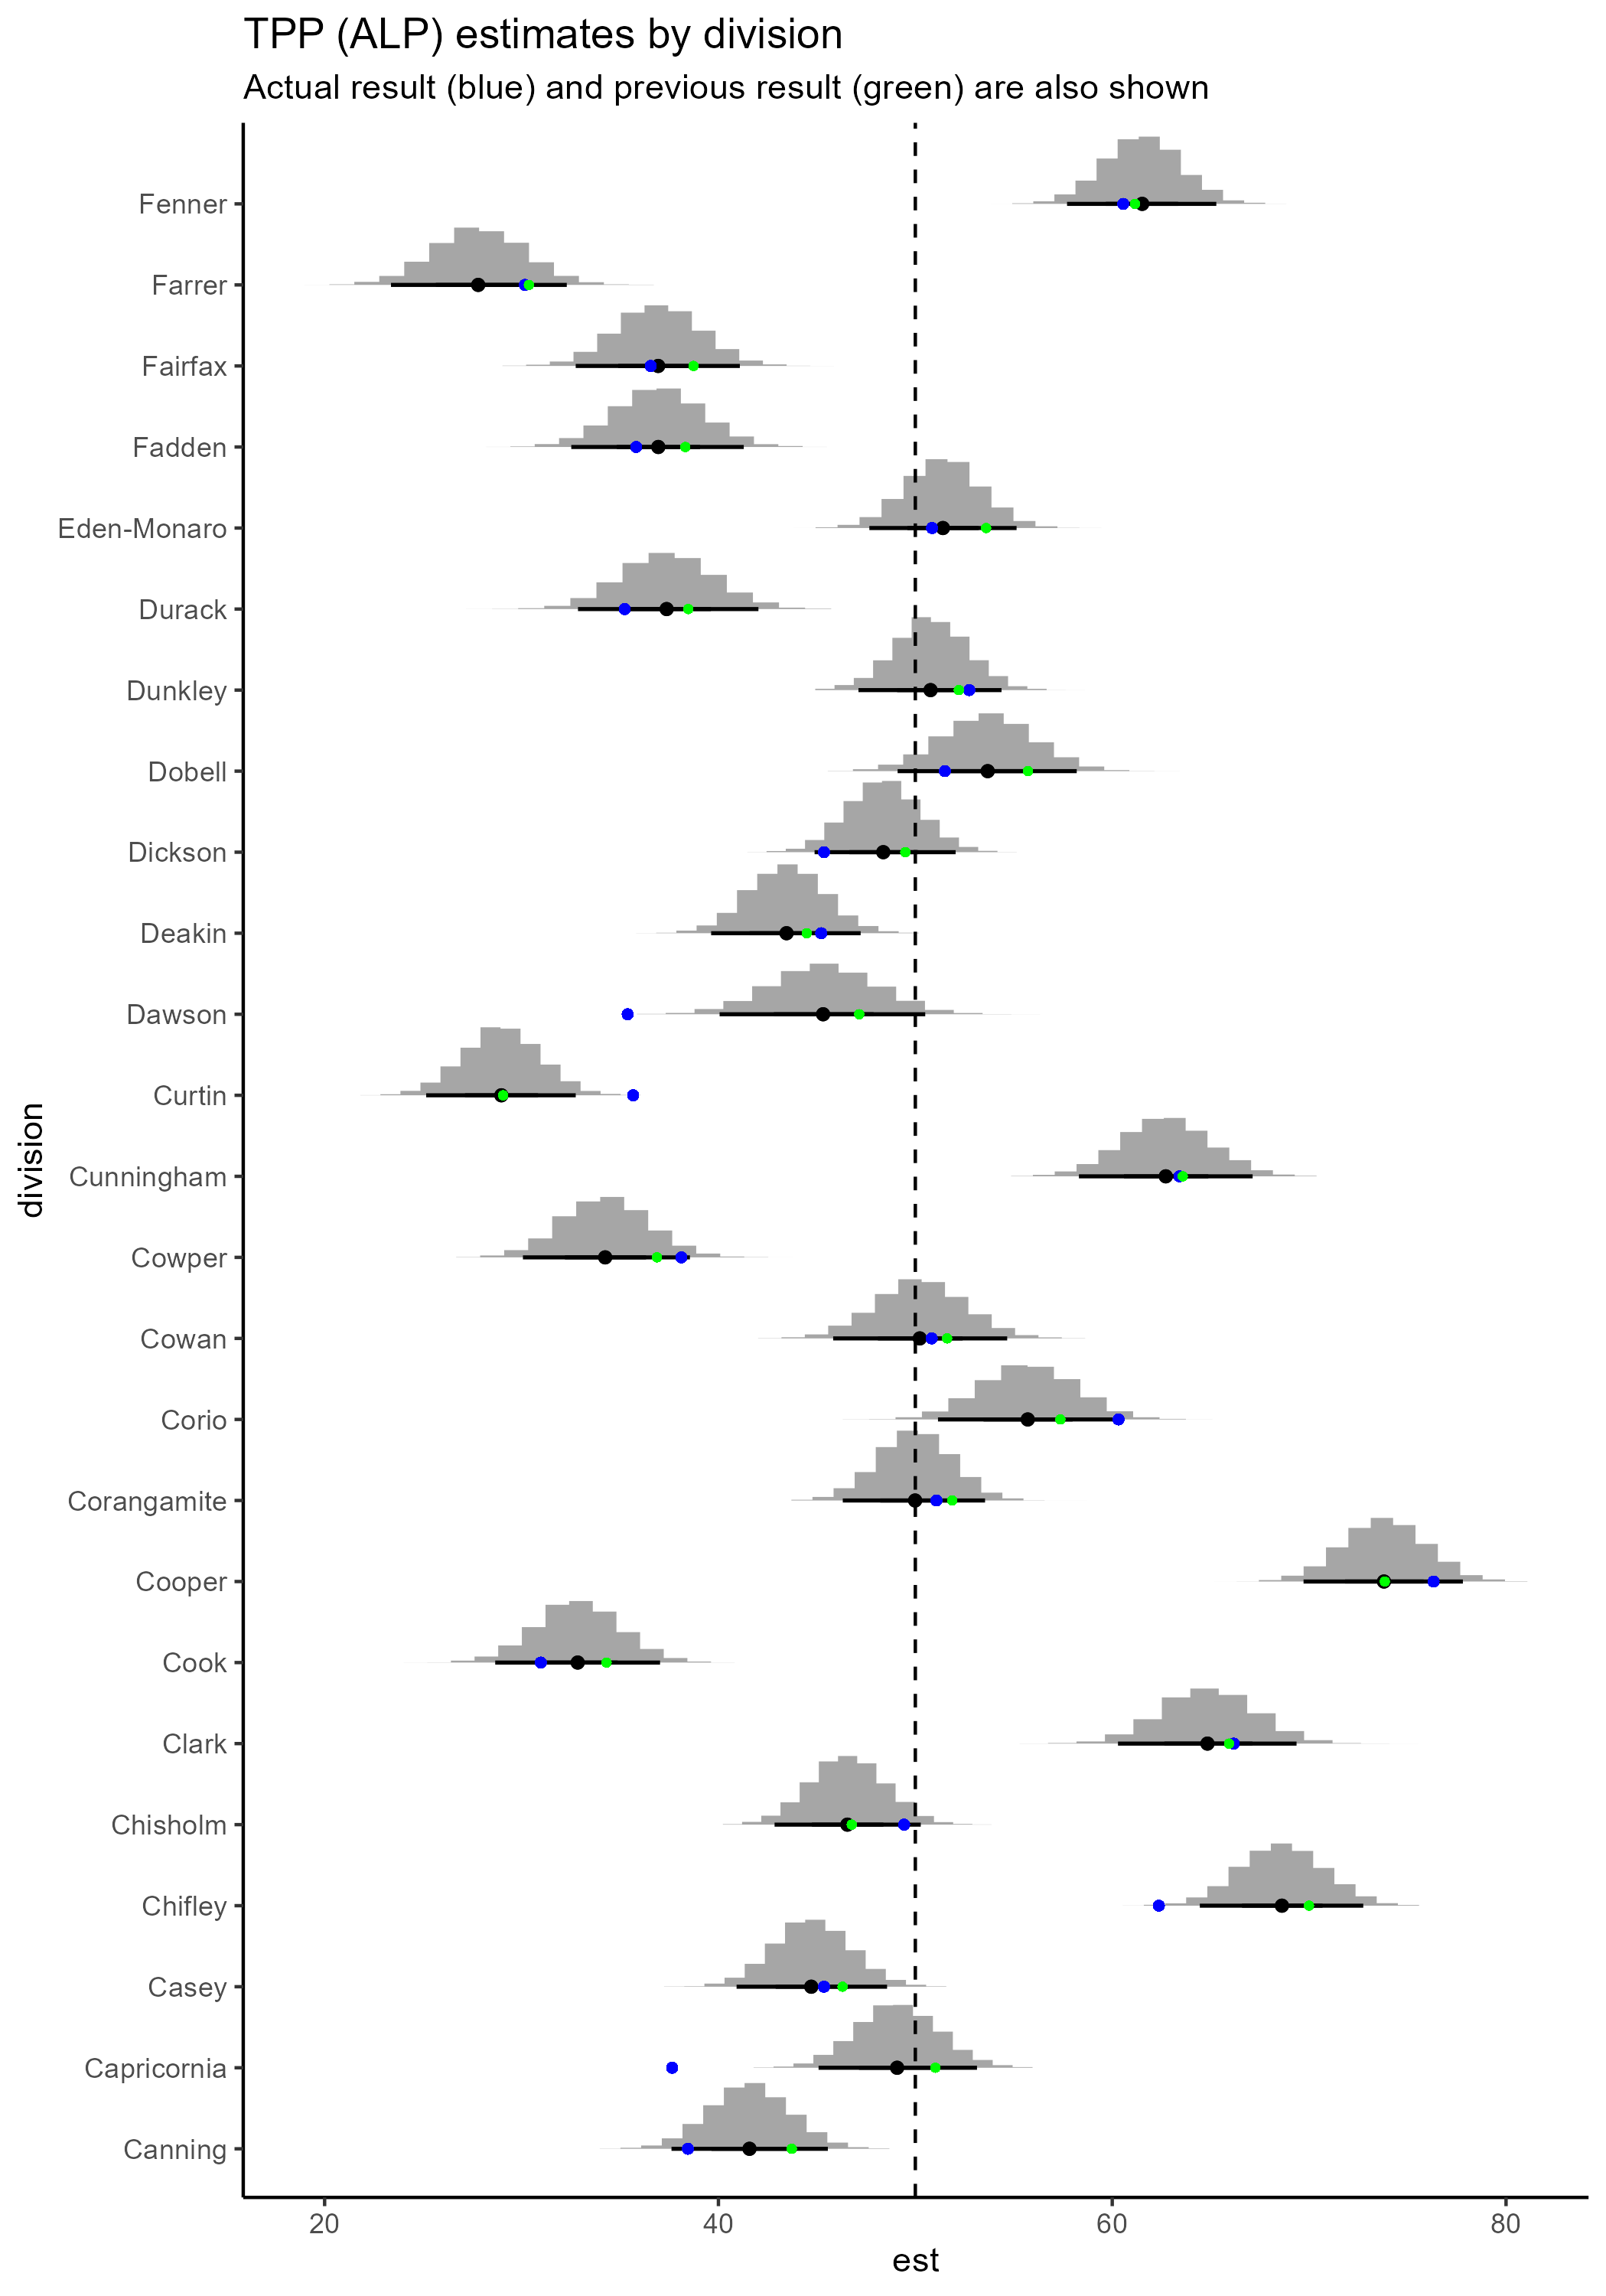 TPP (ALP) estimates by division
Actual result (blue) and previous result (green) are also shown
Fenner
Farrer
Fairfax
Fadden
Eden-Monaro
Durack
Dunkley
Dobell
Dickson
Deakin
Dawson
Curtin
Cunningham
Cowper
Cowan
Corio
Corangamite
Cooper
Cook
Clark
Chisholm
Chifley
Casey
Capricornia
Canning
division
20 40 60 80
est